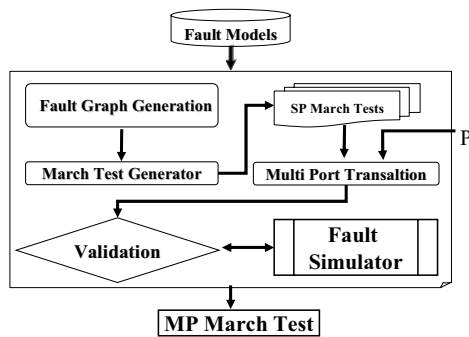 Fault Models
Fault Graph Generation
SP March Tests
P
March Test Generator
Multi Port Transaltion
Validation
Fault
Simulator
MP March Test